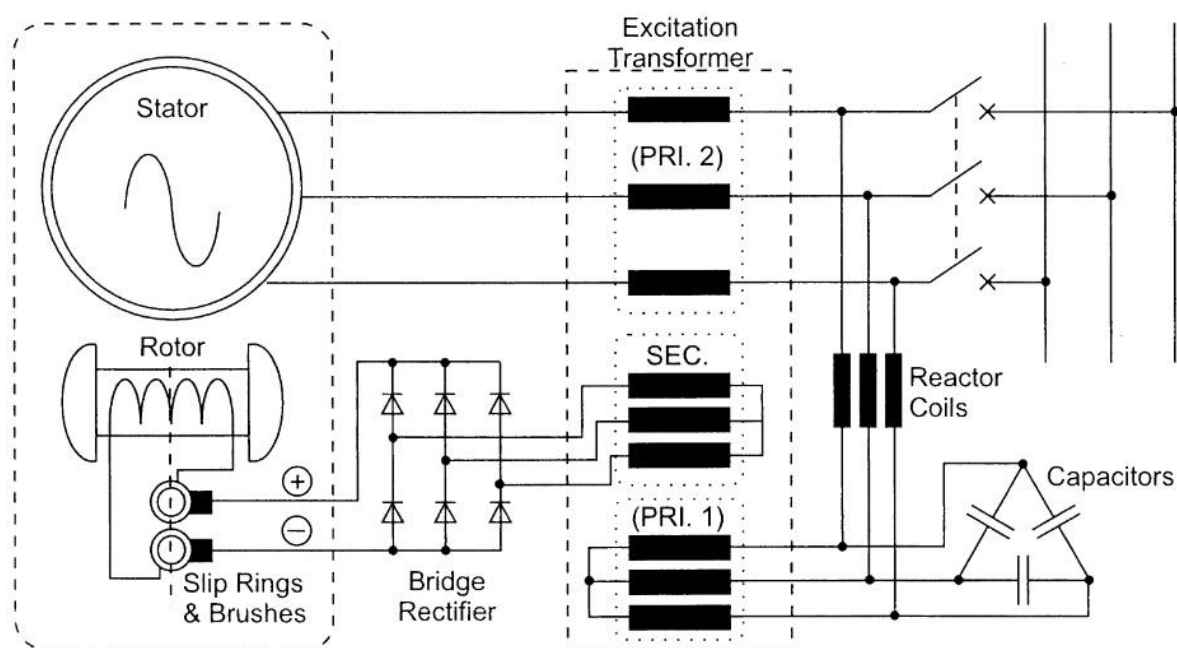 Excitation
Transformer
Stator
(PRI. 2)
Rotor
SEC.
Reactor
Coils
+
Capacitors
(PRI. 1)
−
Slip Rings
& Brushes
Bridge
Rectifier